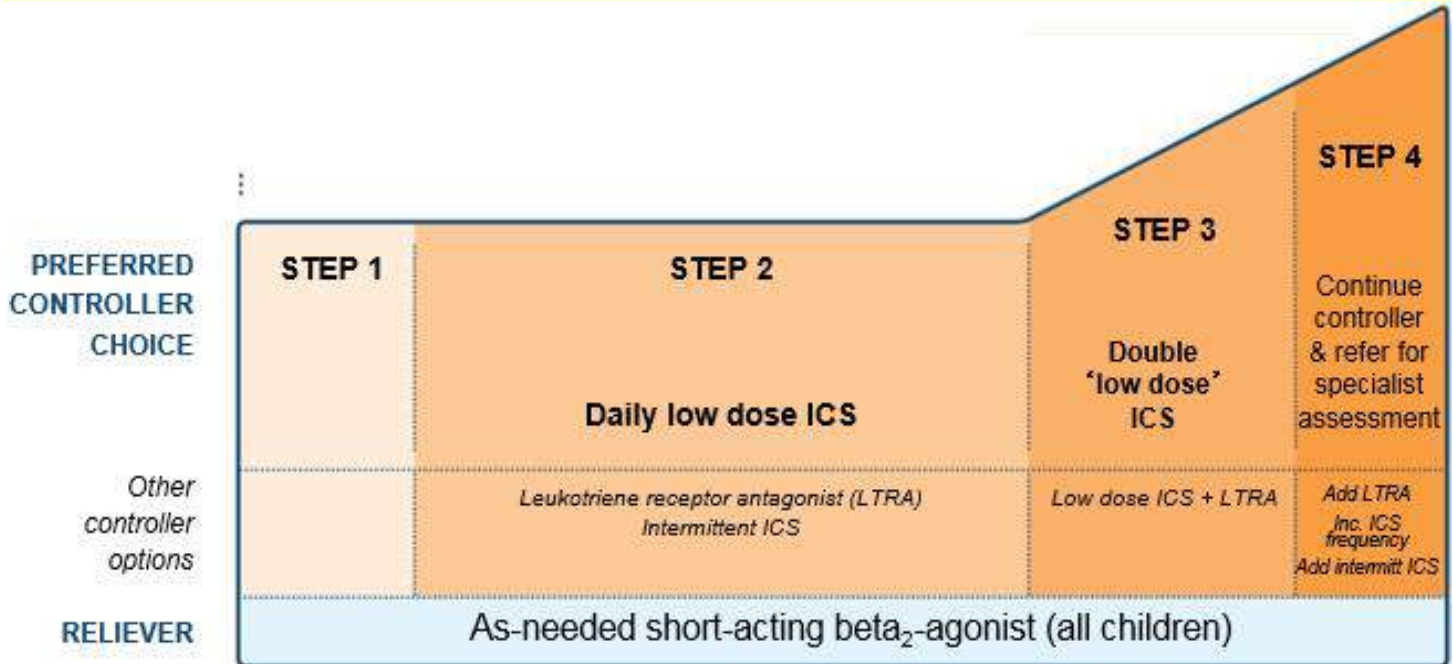 PREFERRED
CONTROLLER
CHOICE
STEP 1
STEP 2
Daily low dose ICS
STEP 3
Double
‘low dose’
ICS
STEP 4
Continue
controller
& refer for
specialist
assessment
Other
controller
options
Leukotriene receptor antagonist (LTRA)
Intermittent ICS
Low dose ICS + LTRA
Add LTRA
Inc. ICS
frequency
Add intermitt ICS
RELIEVER
As-needed short-acting beta₂-agonist (all children)